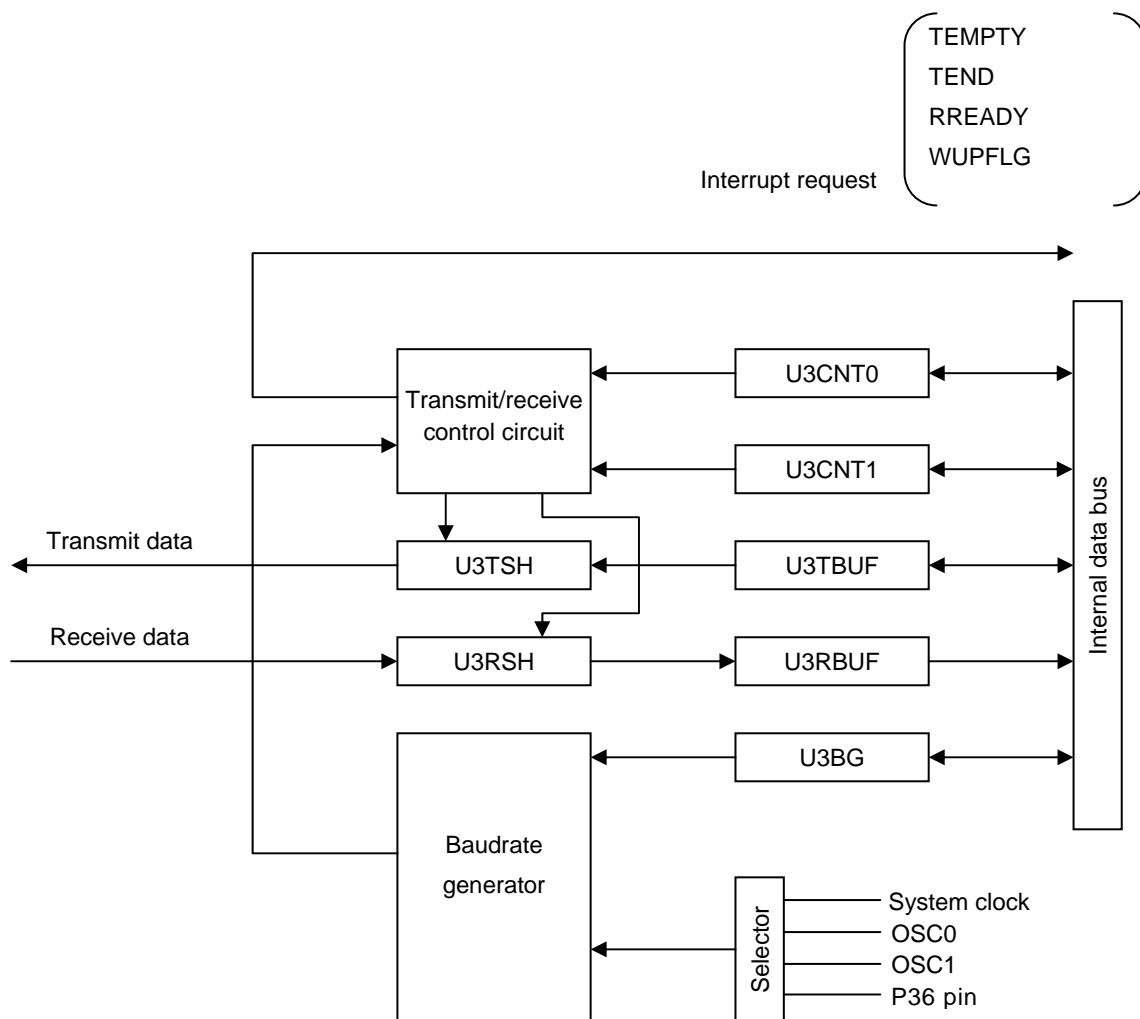 TEMPTY
TEND
RREADY
WUPFLG
Interrupt request
U3CNT0
Transmit/receive
control circuit
U3CNT1
Internal data bus
Transmit data
U3TSH
U3TBUF
Receive data
U3RSH
U3RBUF
U3BG
Baudrate
generator
Selector
System clock
OSC0
OSC1
P36 pin